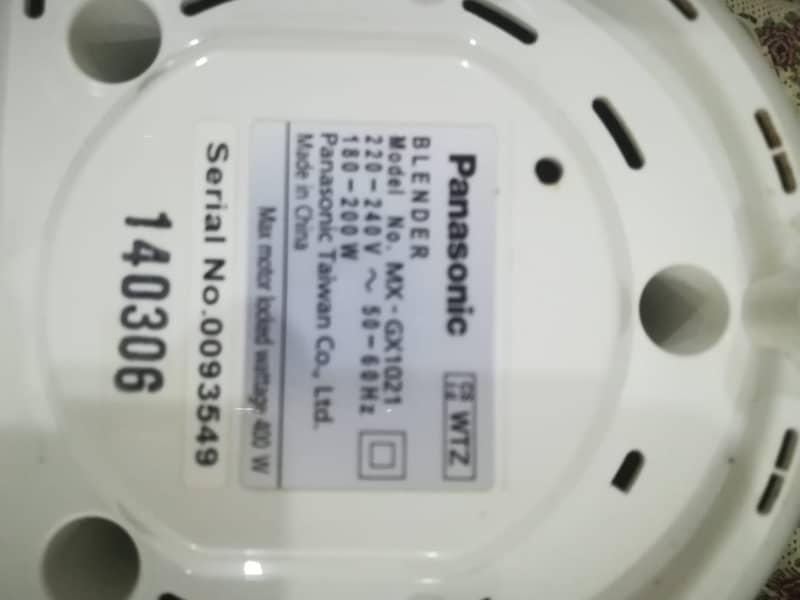 Panasonic WTZ
BLENDER
Model No. MX-GX1021
220-240V ~ 50-60Hz
180-200W
Panasonic Taiwan Co., Ltd.
Made in China
Max motor locked wattage 400 W
Serial No.0093549
140306